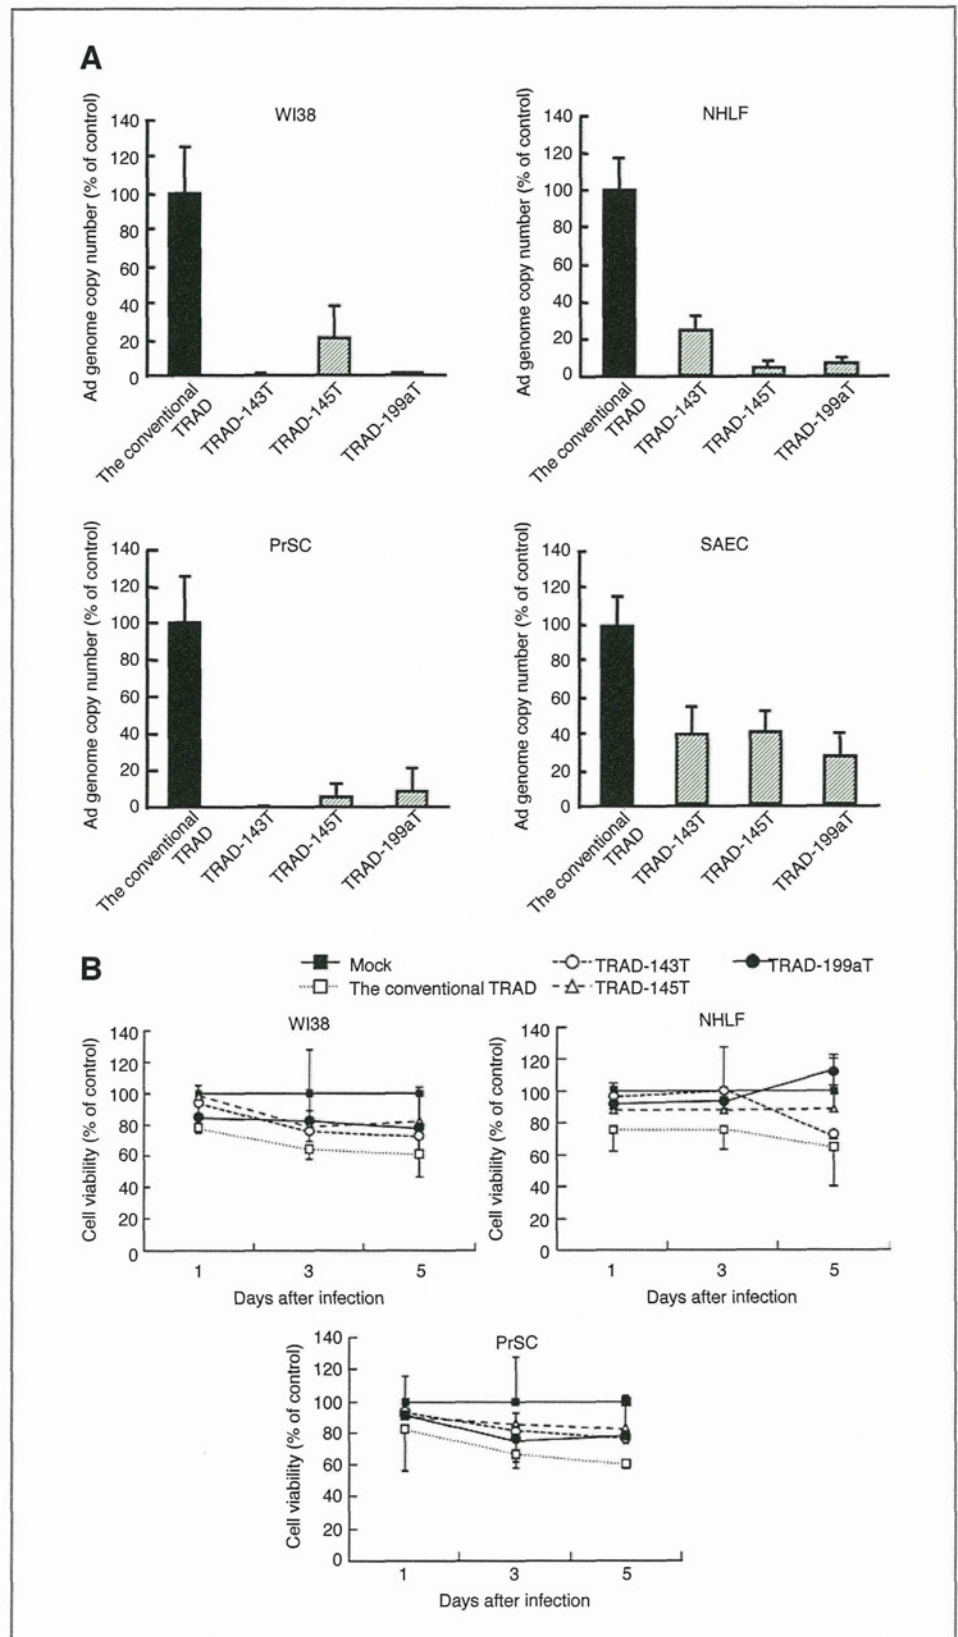 A
WI38
Ad genome copy number (% of control)
140
120
100
80
60
40
20
0
The conventional
TRAD
TRAD-143T
TRAD-145T
TRAD-199aT
NHLF
Ad genome copy number (% of control)
140
120
100
80
60
40
20
0
The conventional
TRAD
TRAD-143T
TRAD-145T
TRAD-199aT
PrSC
Ad genome copy number (% of control)
140
120
100
80
60
40
20
0
The conventional
TRAD
TRAD-143T
TRAD-145T
TRAD-199aT
SAEC
Ad genome copy number (% of control)
140
120
100
80
60
40
20
0
The conventional
TRAD
TRAD-143T
TRAD-145T
TRAD-199aT
B
Mock
TRAD-143T
TRAD-199aT
The conventional TRAD
TRAD-145T
WI38
Cell viability (% of control)
140
120
100
80
60
40
20
0
1 3 5
Days after infection
NHLF
Cell viability (% of control)
140
120
100
80
60
40
20
0
1 3 5
Days after infection
PrSC
Cell viability (% of control)
140
120
100
80
60
40
20
0
1 3 5
Days after infection